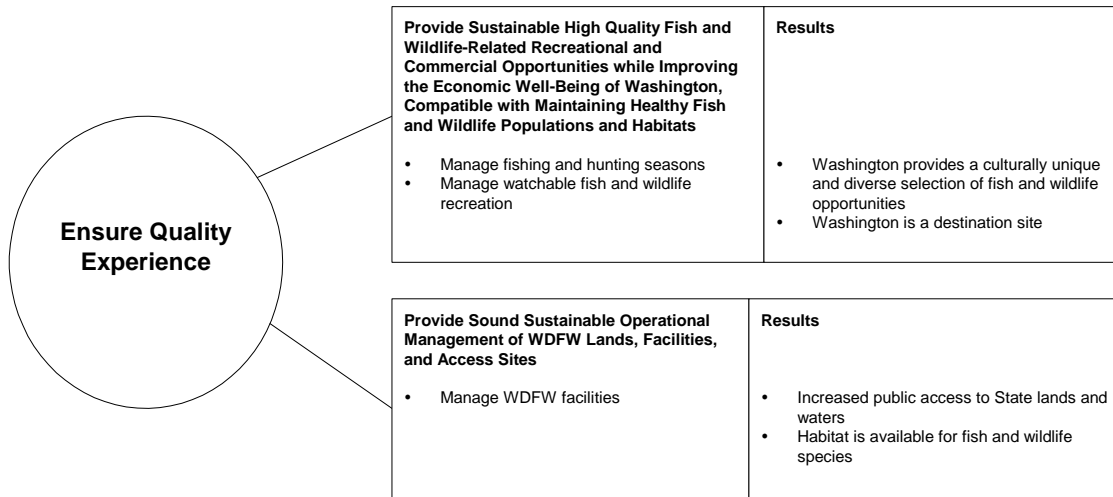 Ensure Quality
Experience
Provide Sustainable High Quality Fish and
Wildlife-Related Recreational and
Commercial Opportunities while Improving
the Economic Well-Being of Washington,
Compatible with Maintaining Healthy Fish
and Wildlife Populations and Habitats
• Manage fishing and hunting seasons
• Manage watchable fish and wildlife
recreation
Results
• Washington provides a culturally unique
and diverse selection of fish and wildlife
opportunities
• Washington is a destination site
Provide Sound Sustainable Operational
Management of WDFW Lands, Facilities,
and Access Sites
• Manage WDFW facilities
Results
• Increased public access to State lands and
waters
• Habitat is available for fish and wildlife
species